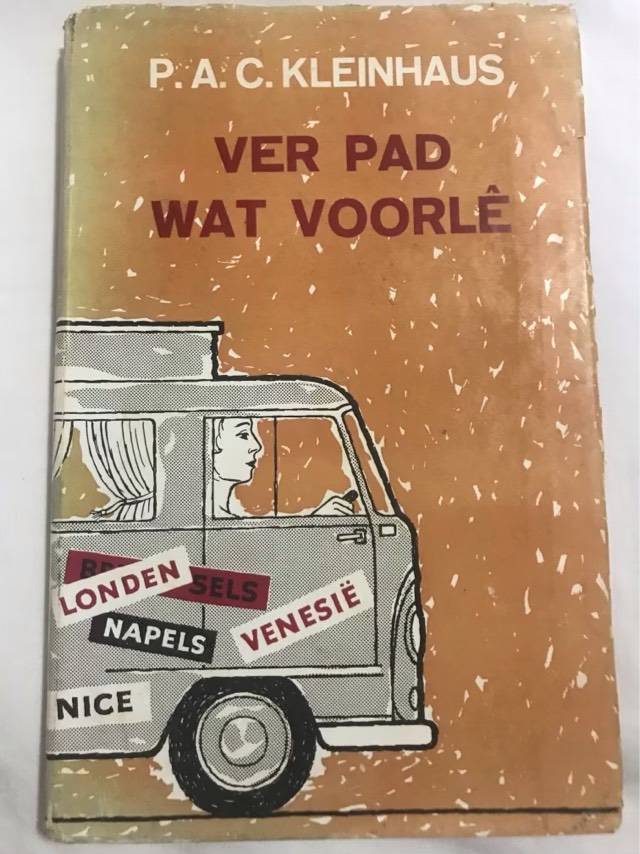 P. A. C. KLEINHAUS
VER PAD
WAT VOORLÊ
LONDEN
NAPELS
VENESIË
NICE